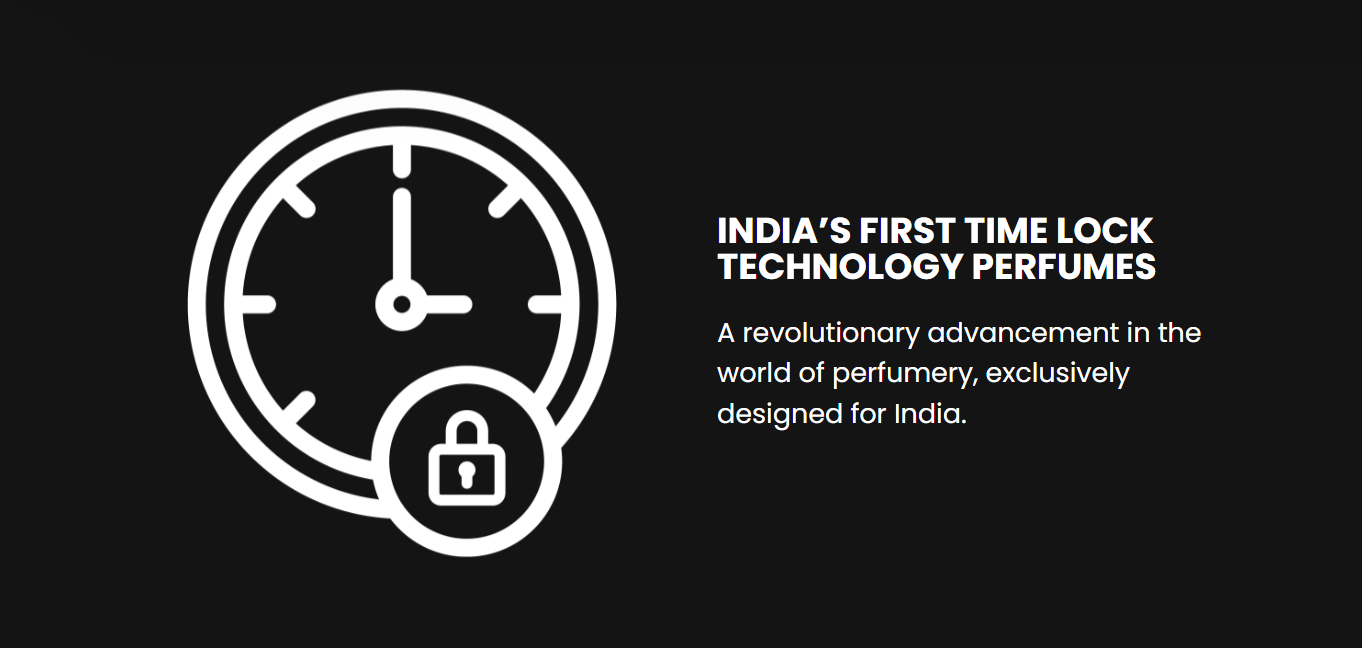 INDIA’S FIRST TIME LOCK
TECHNOLOGY PERFUMES
A revolutionary advancement in the
world of perfumery, exclusively
designed for India.